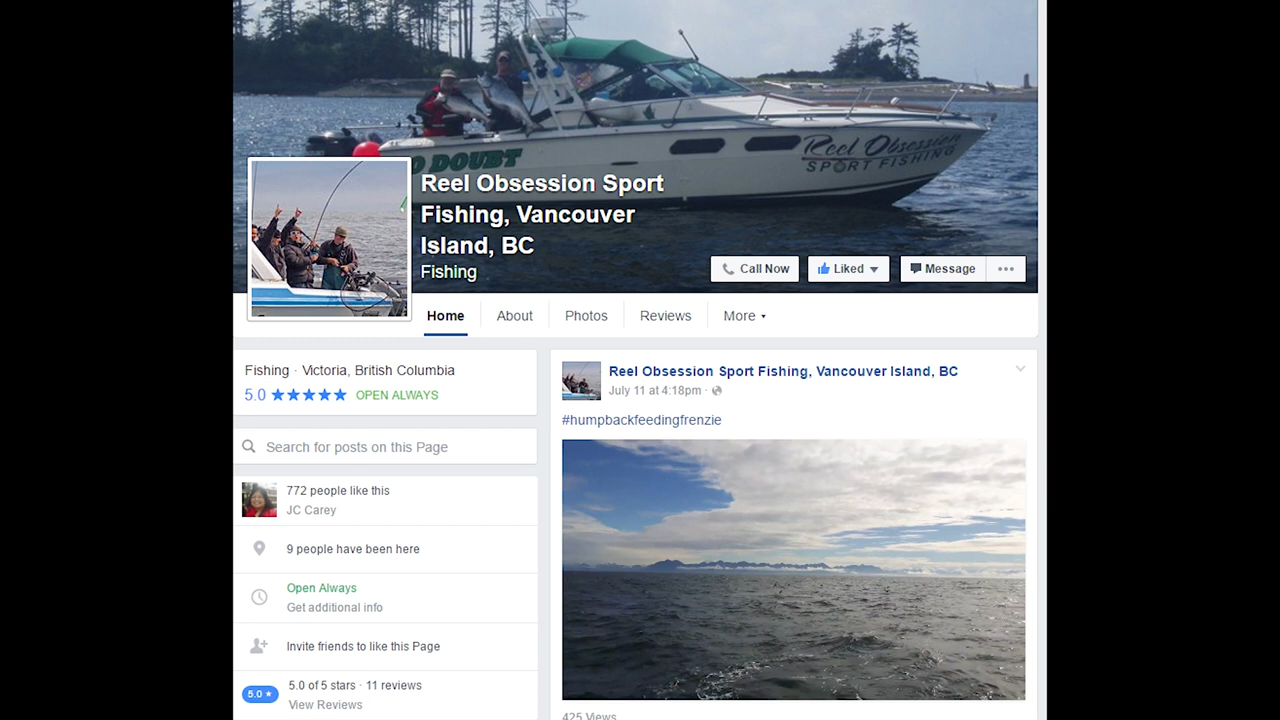 Reel Obsession
SPORT FISHING
DOUBT
Reel Obsession Sport
Fishing, Vancouver
Island, BC
Fishing
Call Now
Liked
Message
Home
About
Photos
Reviews
More
Fishing · Victoria, British Columbia
5.0 ★★★★★ OPEN ALWAYS
Search for posts on this Page
772 people like this
JC Carey
9 people have been here
Open Always
Get additional info
Invite friends to like this Page
5.0 ★
5.0 of 5 stars · 11 reviews
View Reviews
Reel Obsession Sport Fishing, Vancouver Island, BC
July 11 at 4:18pm ·
#humpbackfeedingfrenzie
425 Views